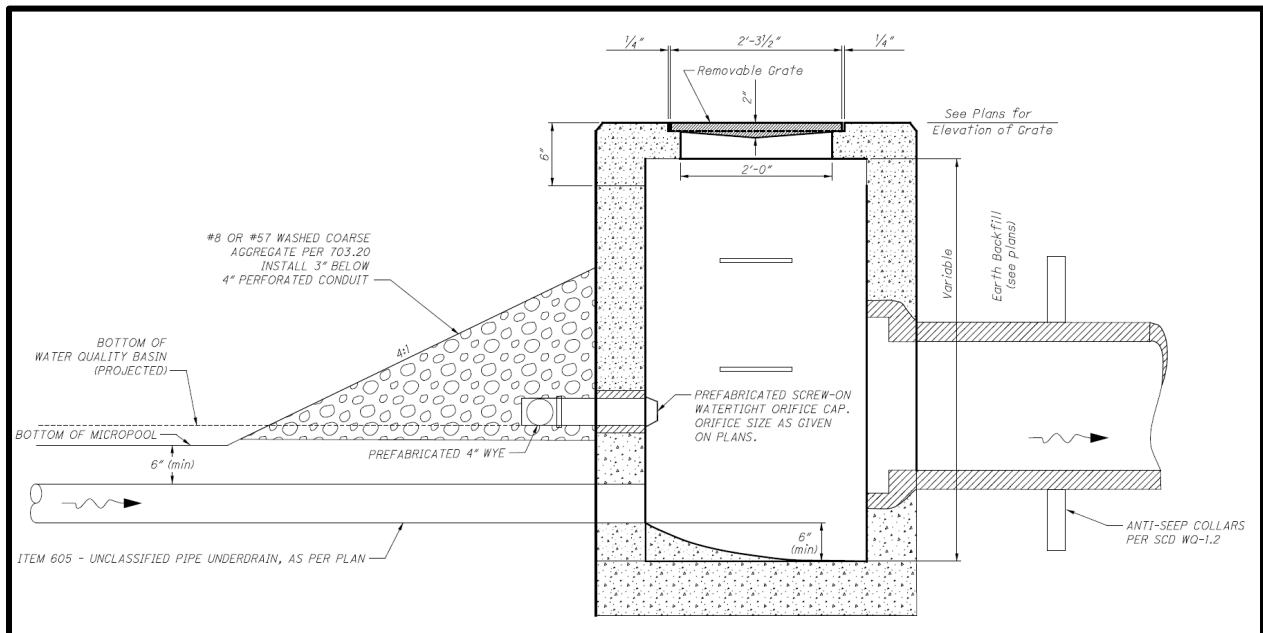 1/4"
2'-3 1/2"
1/4"
Removable Grate
2"
See Plans for
Elevation of Grate
6"
2'-0"
#8 OR #57 WASHED COARSE
AGGREGATE PER 703.20
INSTALL 3" BELOW
4" PERFORATED CONDUIT
Variable
Earth Backfill
(see plans)
4:1
BOTTOM OF
WATER QUALITY BASIN
(PROJECTED)
PREFABRICATED SCREW-ON
WATERTIGHT ORIFICE CAP.
ORIFICE SIZE AS GIVEN
ON PLANS.
BOTTOM OF MICROPOOL
PREFABRICATED 4" WYE
6" (min)
6"
(min)
ANTI-SEEP COLLARS
PER SCD WQ-1.2
ITEM 605 - UNCLASSIFIED PIPE UNDERDRAIN, AS PER PLAN